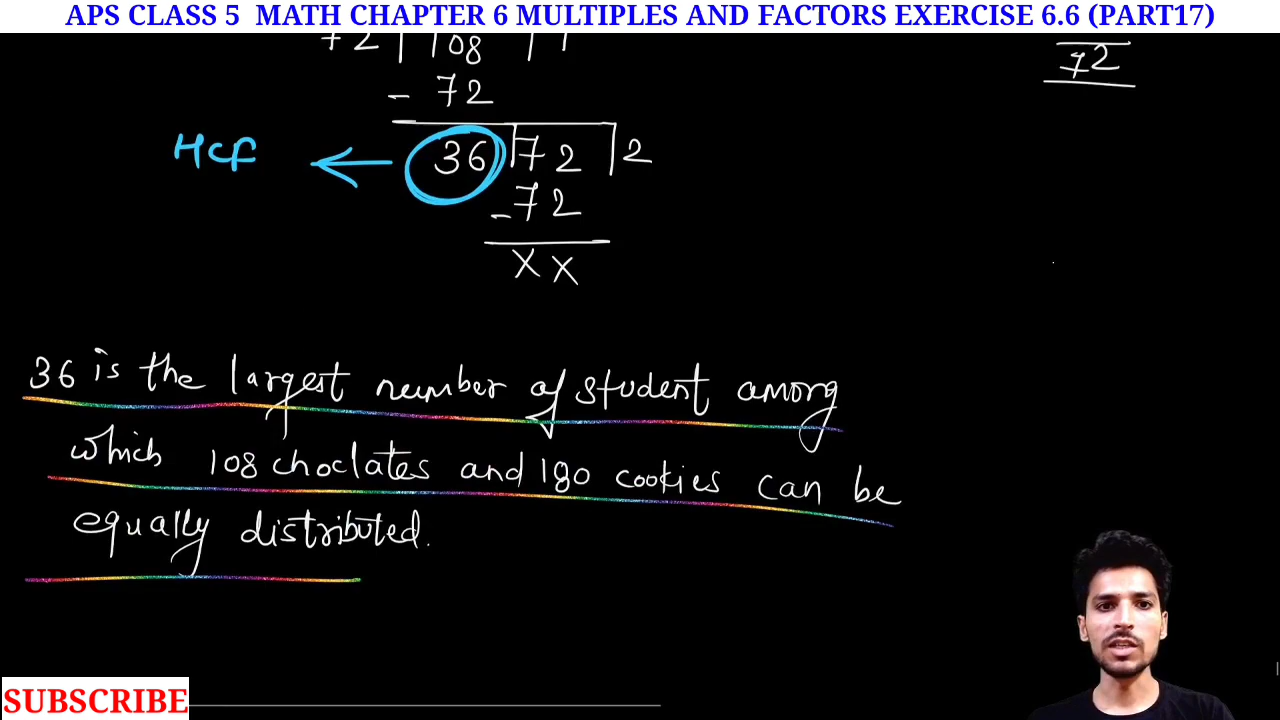 APS CLASS 5 MATH CHAPTER 6 MULTIPLES AND FACTORS EXERCISE 6.6 (PART17)
72 | 108 | 1
72
- 72
HCF ← 36 | 72 | 2
- 72
x x
36 is the largest number of student among
which 108 choclates and 180 cookies can be
equally distributed.
SUBSCRIBE